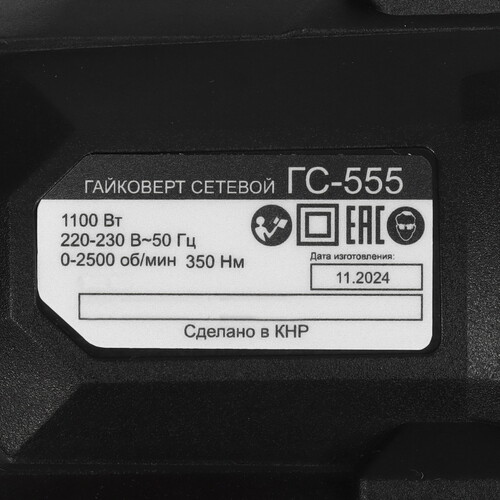 ГАЙКОВЕРТ СЕТЕВОЙ ГС-555
1100 Вт
220-230 В~50 Гц
0-2500 об/мин 350 Нм
EAC
Дата изготовления:
11.2024
Сделано в КНР